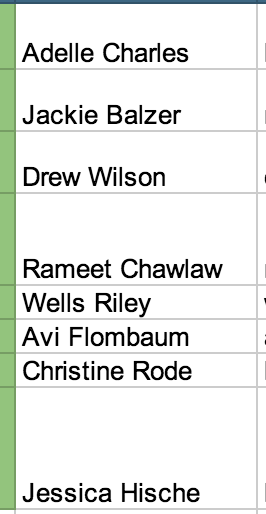 Adelle Charles
Jackie Balzer
Drew Wilson
Rameet Chawlaw
Wells Riley
Avi Flombaum
Christine Rode
Jessica Hische